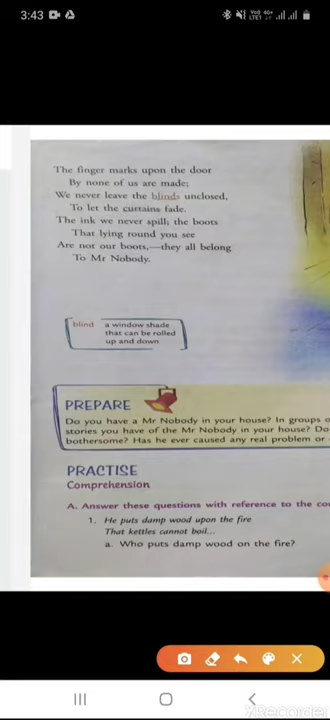 3:43
The finger marks upon the door
By none of us are made;
We never leave the blinds unclosed,
To let the curtains fade.
The ink we never spill; the boots
That lying round you see
Are not our boots,—they all belong
To Mr Nobody.
blind a window shade
that can be rolled
up and down
PREPARE
Do you have a Mr Nobody in your house? In groups o
stories you have of the Mr Nobody in your house? Do
bothersome? Has he ever caused any real problem or
PRACTISE
Comprehension
A. Answer these questions with reference to the co
1. He puts damp wood upon the fire
That kettles cannot boil...
a. Who puts damp wood on the fire?
XRecorder